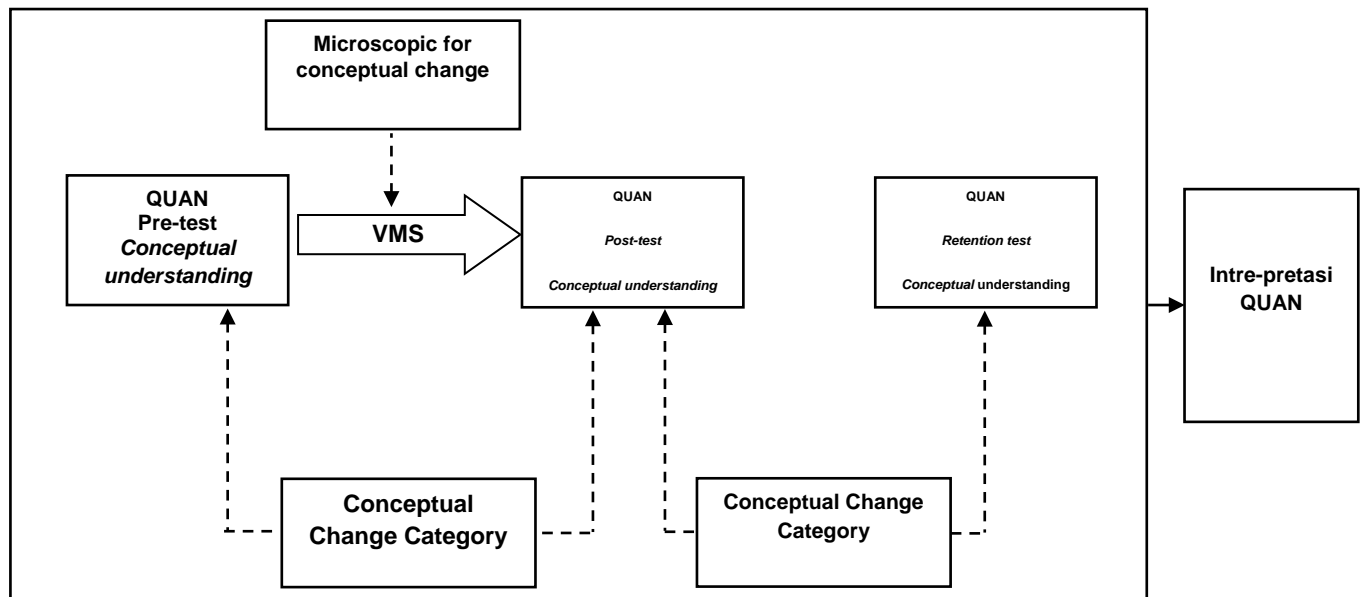 Microscopic for
conceptual change
QUAN
Pre-test
Conceptual
understanding
VMS
QUAN
Post-test
Conceptual understanding
QUAN
Retention test
Conceptual understanding
Intre-pretasi
QUAN
Conceptual
Change Category
Conceptual Change
Category